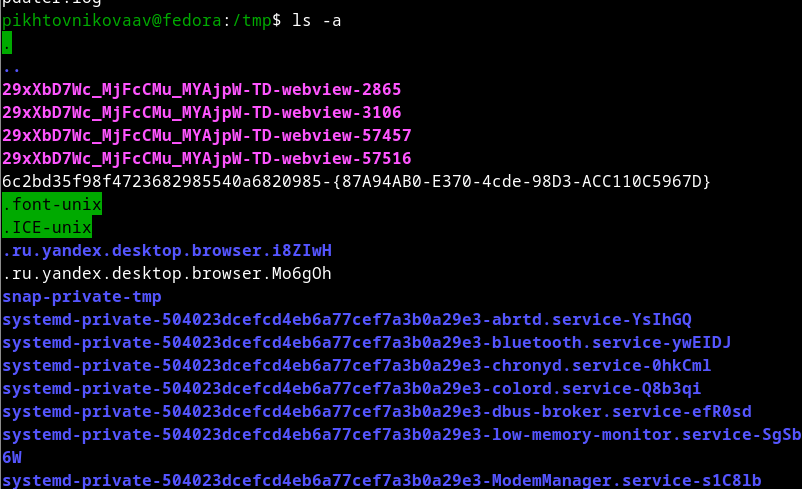 pikhtovnikovaav@fedora:/tmp$ ls -a
.
..
29xXbD7Wc_MjFcCMu_MYAjpW-TD-webview-2865
29xXbD7Wc_MjFcCMu_MYAjpW-TD-webview-3106
29xXbD7Wc_MjFcCMu_MYAjpW-TD-webview-57457
29xXbD7Wc_MjFcCMu_MYAjpW-TD-webview-57516
6c2bd35f98f4723682985540a6820985-{87A94AB0-E370-4cde-98D3-ACC110C5967D}
.font-unix
.ICE-unix
.ru.yandex.desktop.browser.i8ZIwH
.ru.yandex.desktop.browser.Mo6gOh
snap-private-tmp
systemd-private-504023dcefcd4eb6a77cef7a3b0a29e3-abrtd.service-YsIhGQ
systemd-private-504023dcefcd4eb6a77cef7a3b0a29e3-bluetooth.service-ywEIDJ
systemd-private-504023dcefcd4eb6a77cef7a3b0a29e3-chronyd.service-0hkCml
systemd-private-504023dcefcd4eb6a77cef7a3b0a29e3-colord.service-Q8b3qi
systemd-private-504023dcefcd4eb6a77cef7a3b0a29e3-dbus-broker.service-efR0sd
systemd-private-504023dcefcd4eb6a77cef7a3b0a29e3-low-memory-monitor.service-SgSb
6W
systemd-private-504023dcefcd4eb6a77cef7a3b0a29e3-ModemManager.service-s1C8lb